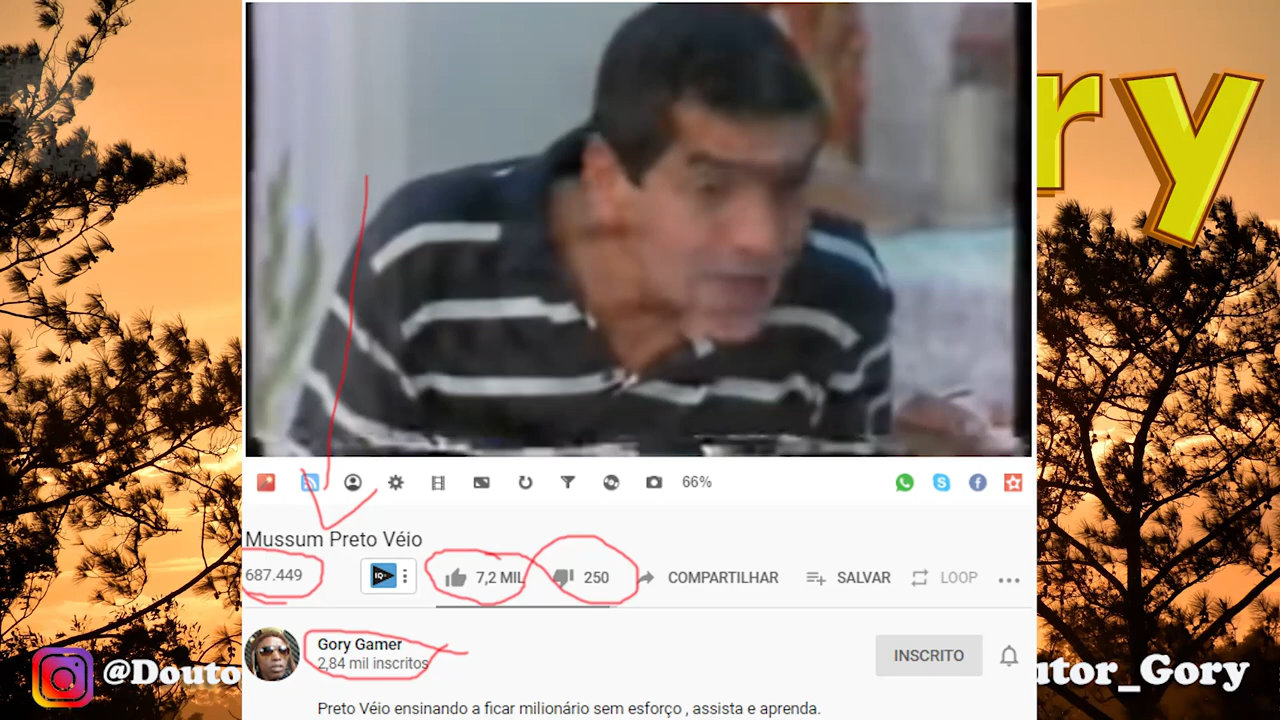 ry
66%
Mussum Preto Véio
687.449
IQ
7,2 MIL
250
COMPARTILHAR
SALVAR
LOOP
Gory Gamer
2,84 mil inscritos
INSCRITO
Preto Véio ensinando a ficar milionário sem esforço , assista e aprenda.
@Douto
utor_Gory